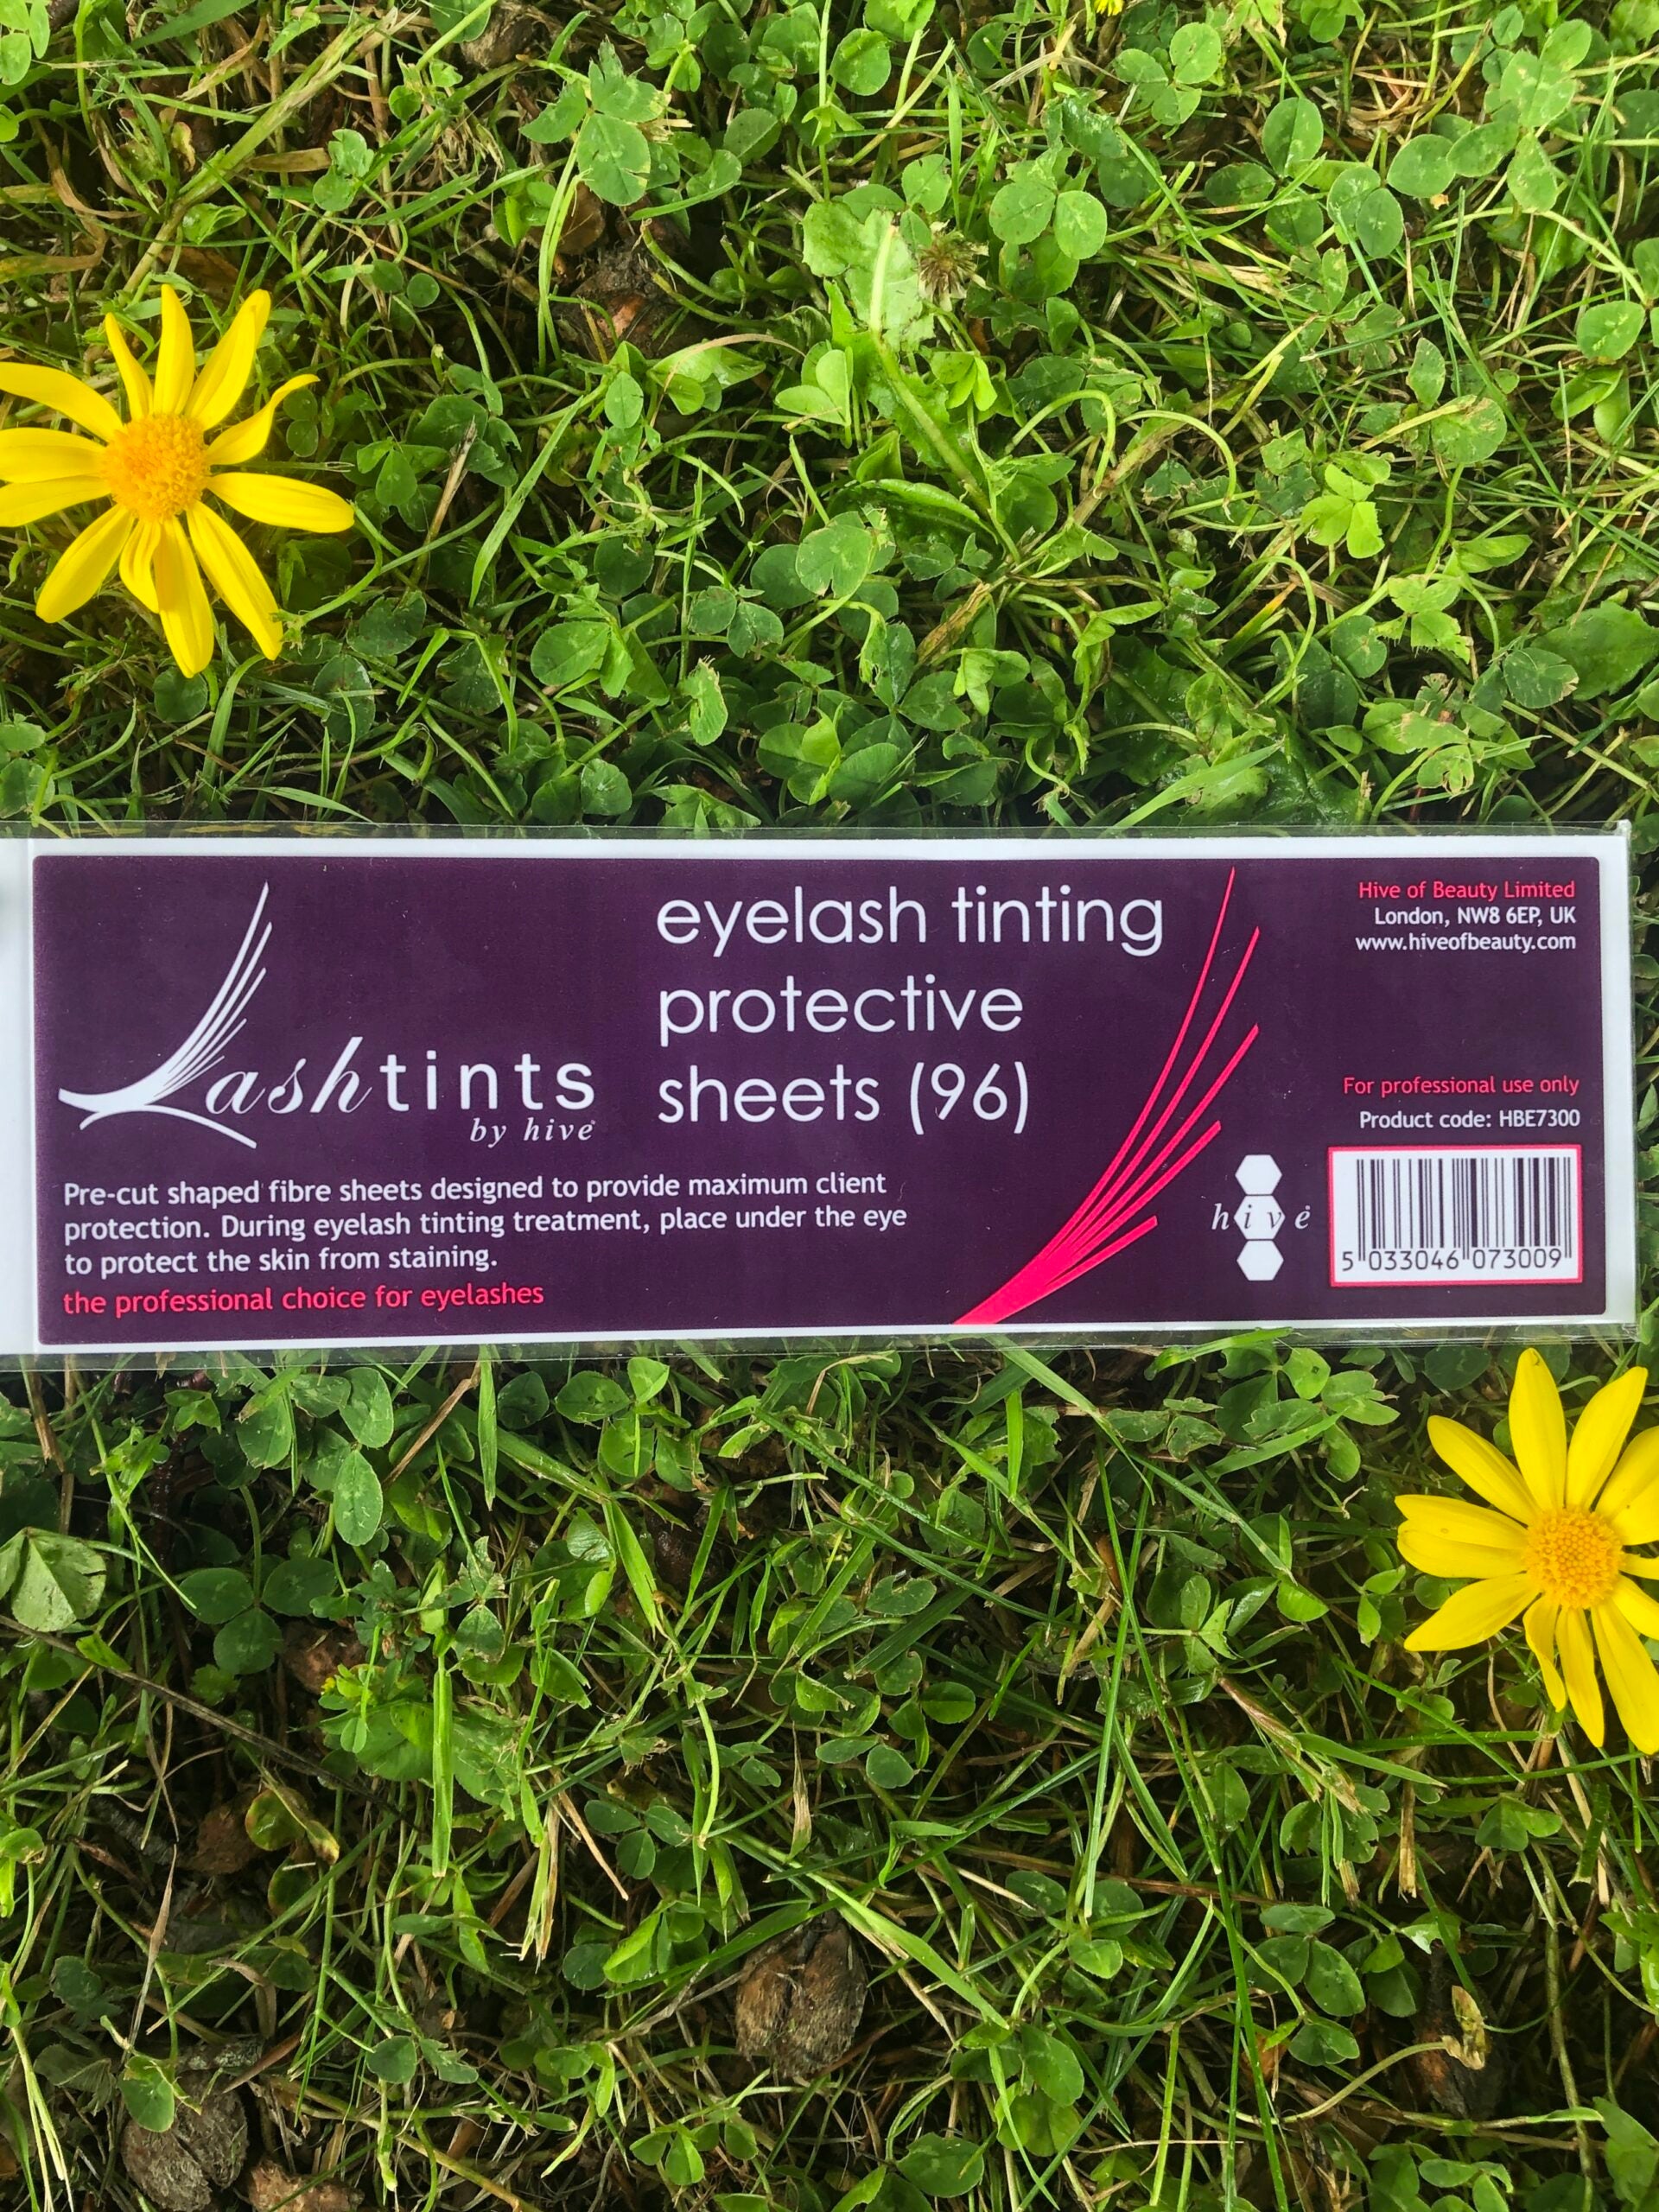 Lashtints
by hive
eyelash tinting
protective
sheets (96)
Pre-cut shaped fibre sheets designed to provide maximum client
protection. During eyelash tinting treatment, place under the eye
to protect the skin from staining.
the professional choice for eyelashes
Hive of Beauty Limited
London, NW8 6EP, UK
www.hiveofbeauty.com
For professional use only
Product code: HBE7300
hive
5 033046 073009